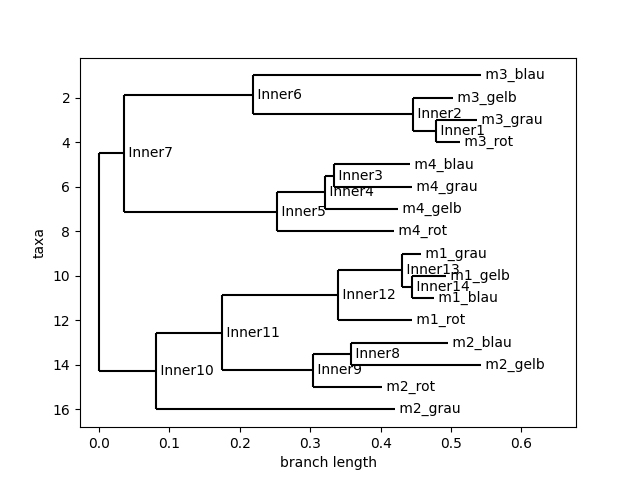 m3_blau
Inner6
2
m3_gelb
Inner2
m3_grau
Inner1
4
m3_rot
Inner7
m4_blau
Inner3
6
m4_grau
Inner4
m4_gelb
Inner5
8
m4_rot
taxa
m1_grau
Inner13
10
m1_gelb
Inner14
Inner12
m1_blau
12
m1_rot
Inner11
m2_blau
Inner8
14
m2_gelb
Inner9
Inner10
m2_rot
16
m2_grau
0.0 0.1 0.2 0.3 0.4 0.5 0.6
branch length